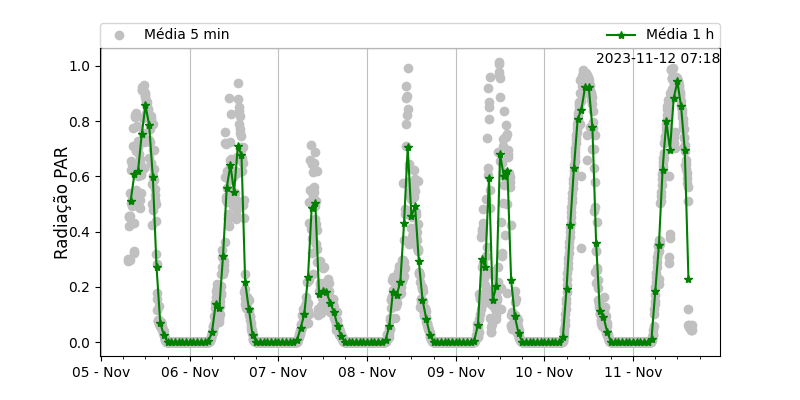 Média 5 min
Média 1 h
2023-11-12 07:18
Radiação PAR
1.0
0.8
0.6
0.4
0.2
0.0
05 - Nov
06 - Nov
07 - Nov
08 - Nov
09 - Nov
10 - Nov
11 - Nov